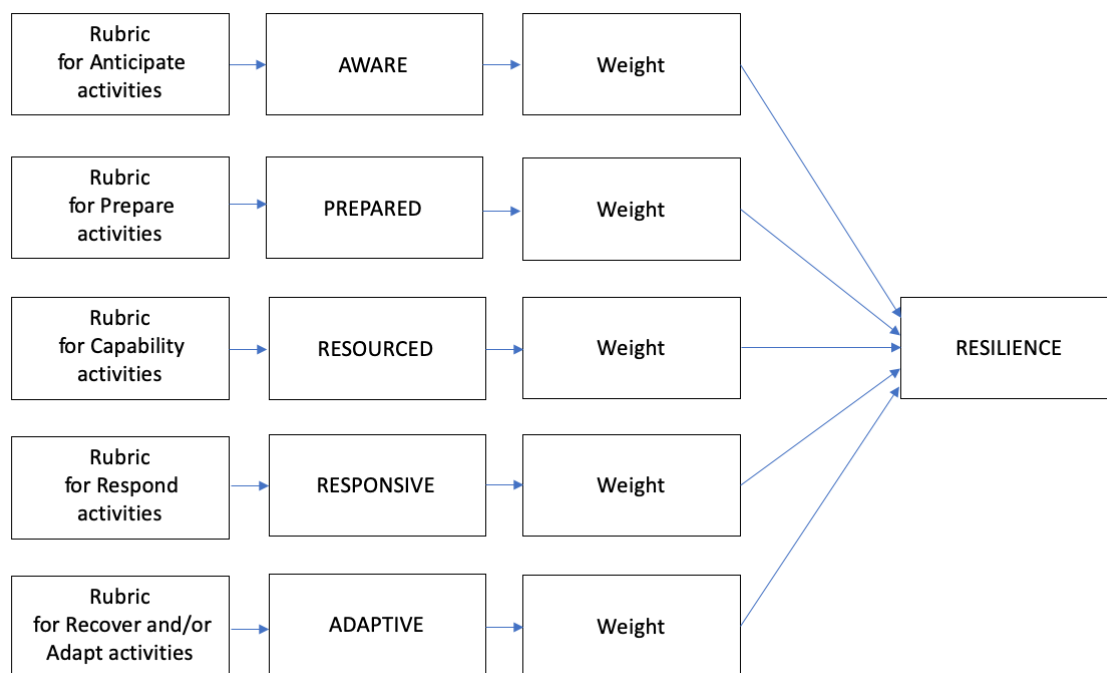 Rubric
for Anticipate
activities
AWARE
Weight
Rubric
for Prepare
activities
PREPARED
Weight
Rubric
for Capability
activities
RESOURCED
Weight
RESILIENCE
Rubric
for Respond
activities
RESPONSIVE
Weight
Rubric
for Recover and/or
Adapt activities
ADAPTIVE
Weight